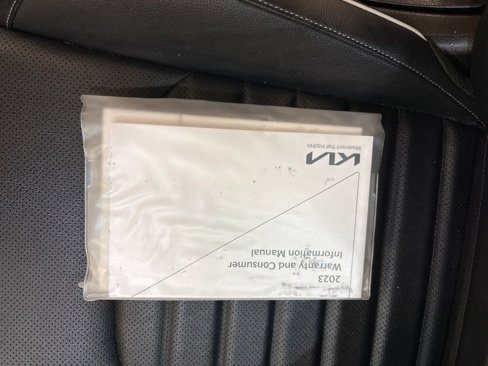 KIA
Movement that inspires
2023
Warranty and Consumer
Information Manual